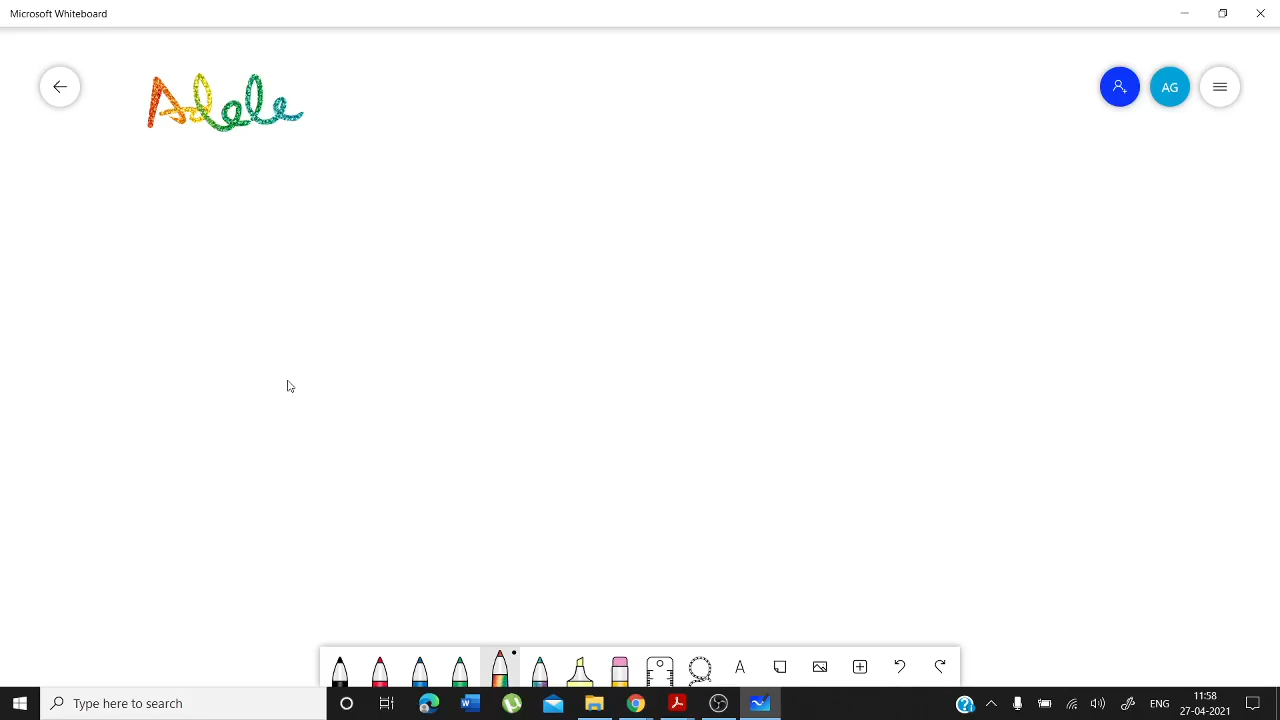 Microsoft Whiteboard
Adele
AG
A
Type here to search
ENG
11:58
27-04-2021